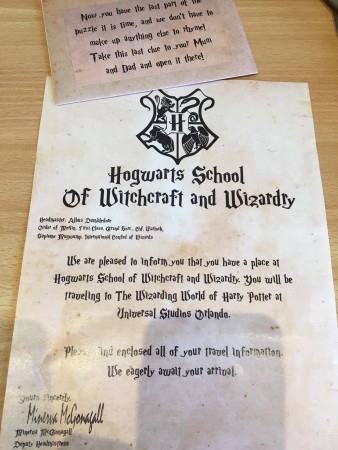 Now you have the last part of the
puzzle it is time, and we don't have to
make up anything else to rhyme!
Take this last clue to your Mum
and Dad and open it there!
H
Hogwarts School
Of Witchcraft and Wizardry
Headmaster: Albus Dumbledore
Order of Merlin, First Class, Grand Sorc., Chf. Warlock,
Supreme Mugwump, International Confed. of Wizards
We are pleased to inform you that you have a place at
Hogwarts School of Witchcraft and Wizardry. You will be
traveling to The Wizarding World of Harry Potter at
Universal Studios Orlando.
Please find enclosed all of your travel information.
We eagerly await your arrival.
Yours Sincerely,
Minerva McGonagall
Minerva McGonagall
Deputy Headmistress